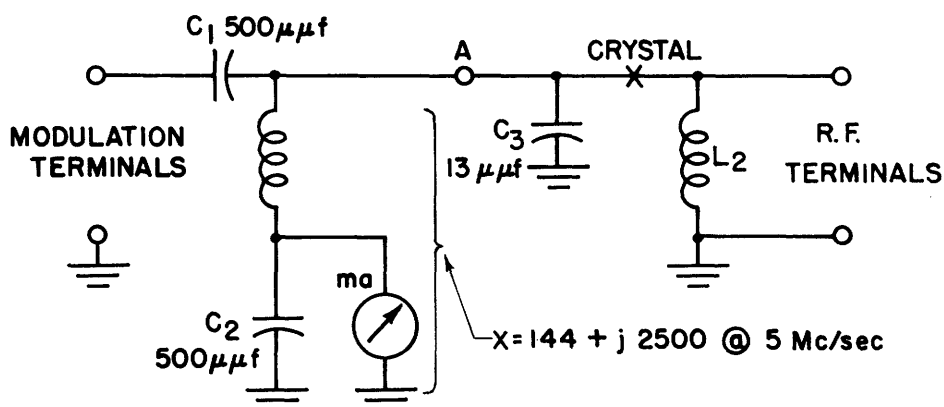 C1 500μμf
A
CRYSTAL
MODULATION
TERMINALS
C3
13 μμf
L2
R.F.
TERMINALS
ma
C2
500μμf
X=144 + j 2500 @ 5 Mc/sec